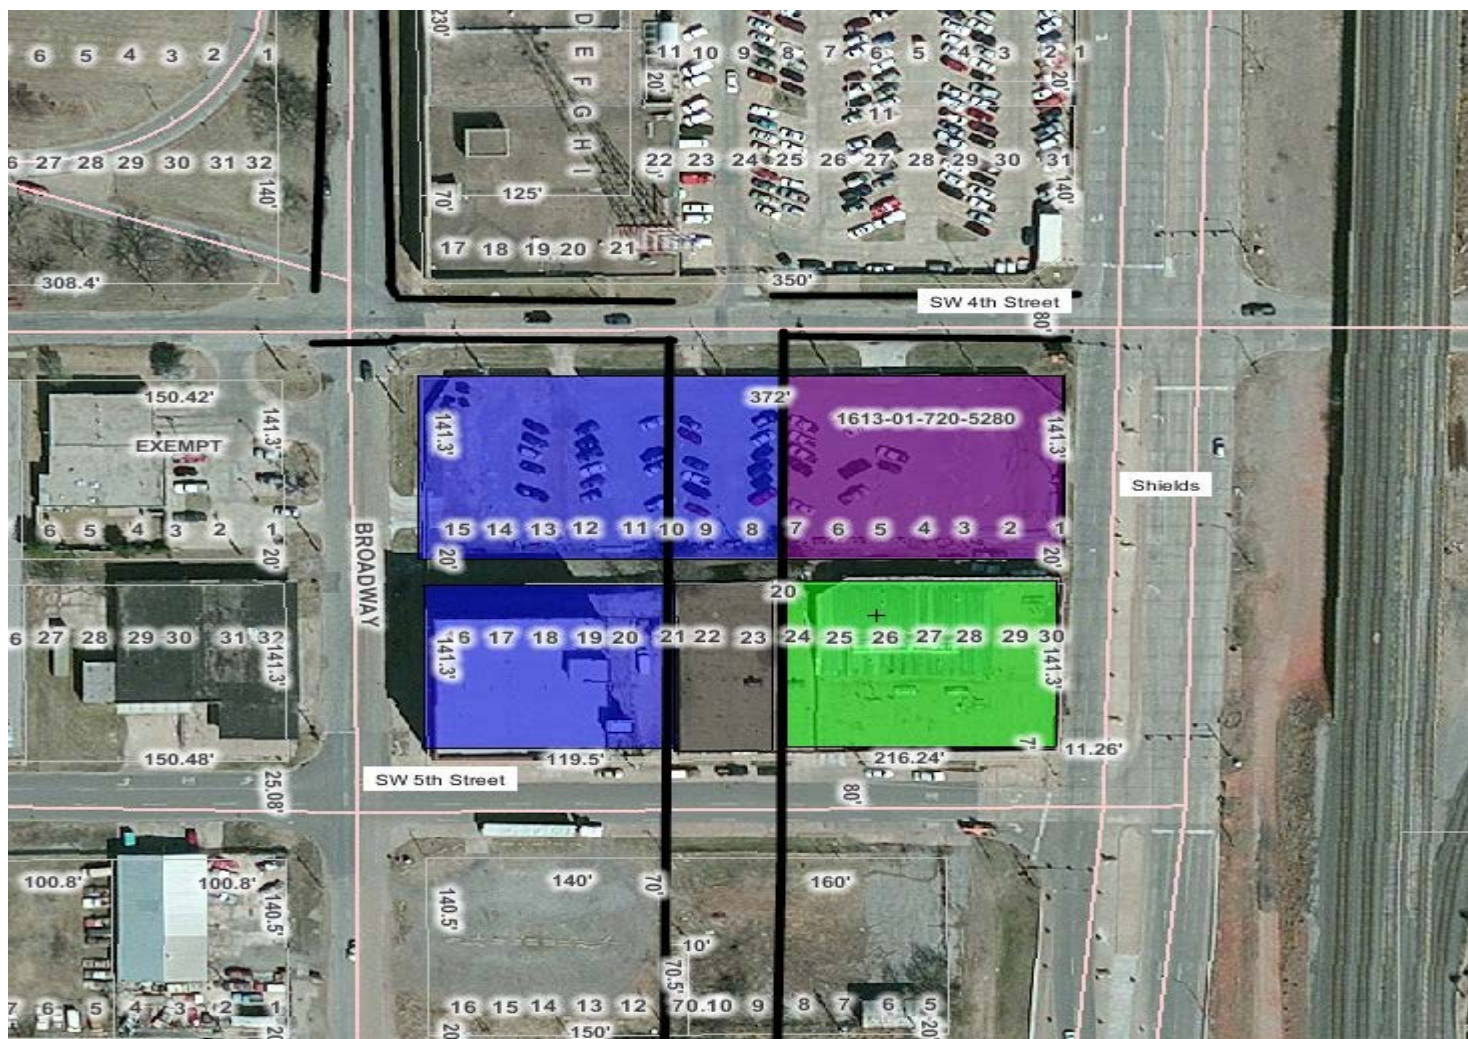 230'
D E F G H I
6 5 4 3 2 1
11 10 9 8 7 6 5 4 3 2 1
20'
20'
11
6 27 28 29 30 31 32
22 23 24 25 26 27 28 29 30 31
140'
70'
125'
140'
17 18 19 20 21
308.4'
350'
SW 4th Street
80'
150.42'
372'
141.3'
EXEMPT
141.3'
1613-01-720-5280
141.3'
Shields
6 5 4 3 2 1
15 14 13 12 11 10 9 8 7 6 5 4 3 2 1
20'
20'
20'
BROADWAY
20
6 27 28 29 30 31 32
16 17 18 19 20 21 22 23 24 25 26 27 28 29 30
141.3'
141.3'
141.3'
150.48'
119.5'
216.24'
7'
11.26'
SW 5th Street
25.08'
80'
100.8'
100.8'
140'
70'
160'
140.5'
140.5'
10'
70.5'
7 6 5 4 3 2 1
16 15 14 13 12 70.10 9 8 7 6 5
20
20
150'
20'